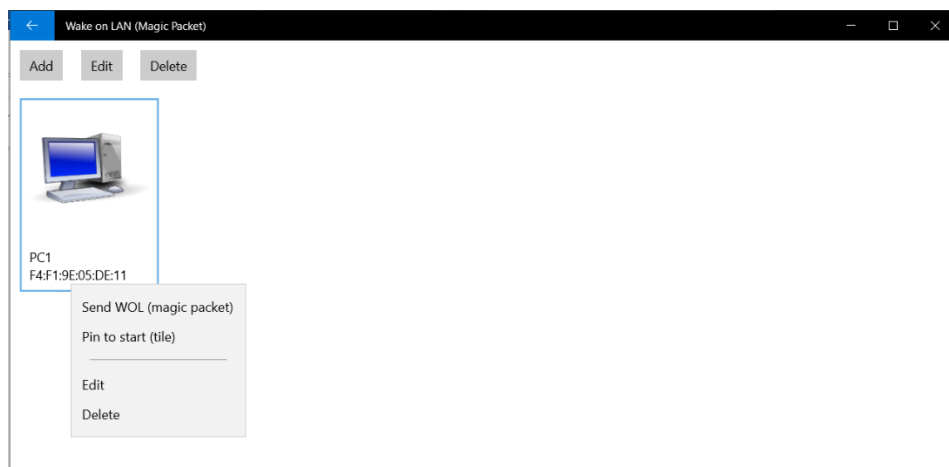 Wake on LAN (Magic Packet)
Add Edit Delete
PC1
F4:F1:9E:05:DE:11
Send WOL (magic packet)
Pin to start (tile)
Edit
Delete